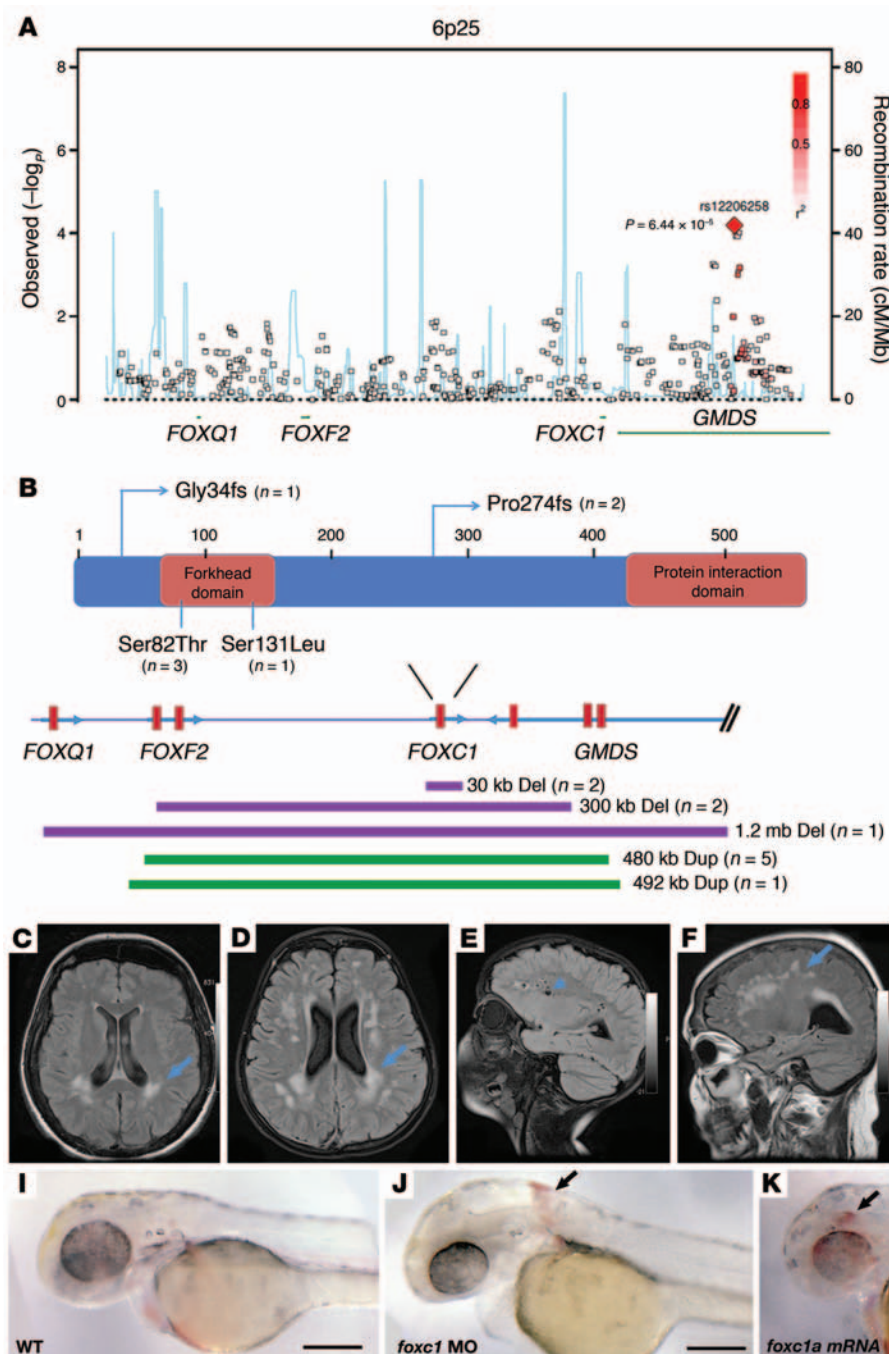 A
6p25
8
6
4
2
0
Observed (–log_P)
80
60
40
20
0
Recombination rate (cM/Mb)
0.8
0.5
r²
rs12206258
P = 6.44 × 10⁻⁵
FOXQ1
FOXF2
FOXC1
GMDS
B
Gly34fs (n = 1)
Pro274fs (n = 2)
1
100
200
300
400
500
Forkhead
domain
Protein interaction
domain
Ser82Thr
(n = 3)
Ser131Leu
(n = 1)
FOXQ1
FOXF2
FOXC1
GMDS
30 kb Del (n = 2)
300 kb Del (n = 2)
1.2 mb Del (n = 1)
480 kb Dup (n = 5)
492 kb Dup (n = 1)
C
D
E
F
I
WT
J
foxc1 MO
K
foxc1a mRNA